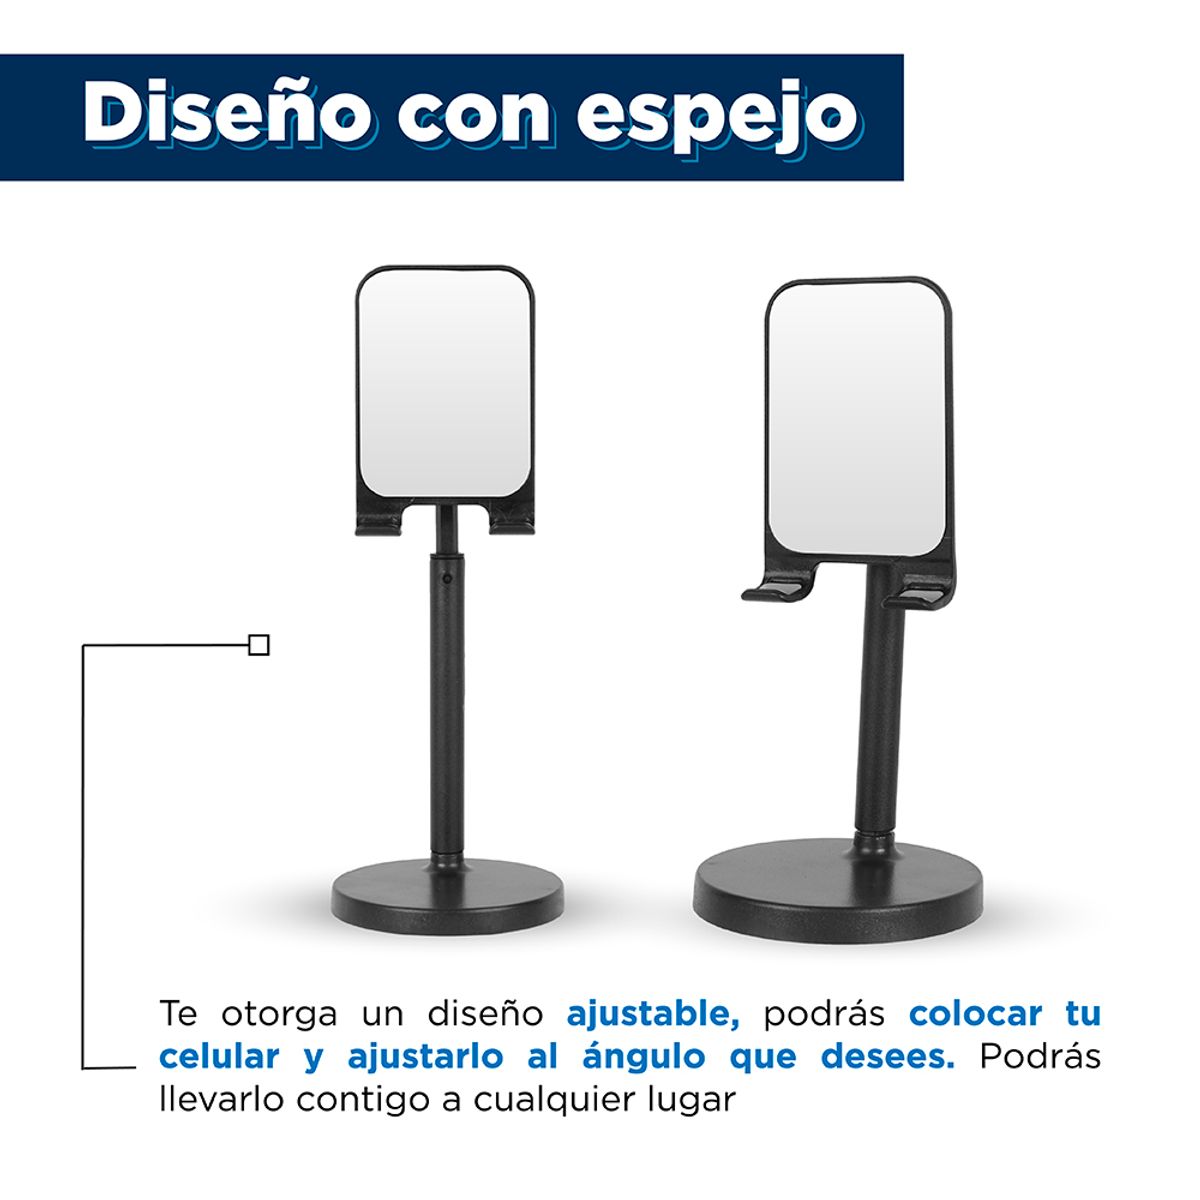 Diseño con espejo
Te otorga un diseño ajustable, podrás colocar tu
celular y ajustarlo al ángulo que desees. Podrás
llevarlo contigo a cualquier lugar